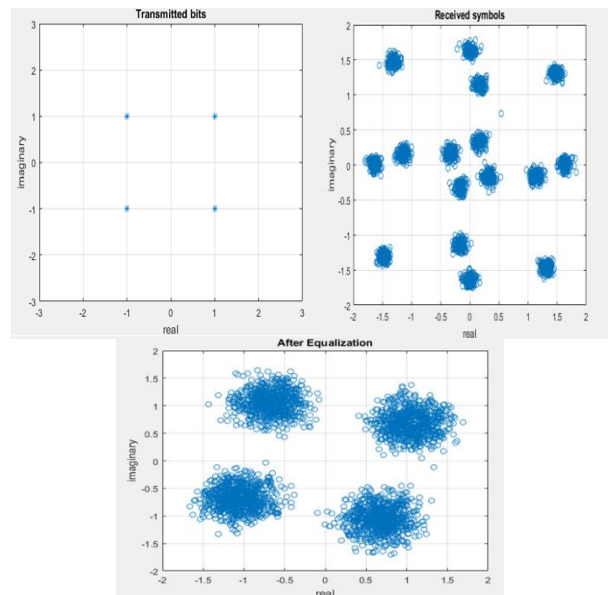 Transmitted bits
3
2
1
0
-1
-2
-3
imaginary
-3 -2 -1 0 1 2 3
real
Received symbols
2
1.5
1
0.5
0
-0.5
-1
-1.5
-2
imaginary
-2 -1.5 -1 -0.5 0 0.5 1 1.5 2
real
After Equalization
2
1.5
1
0.5
0
-0.5
-1
-1.5
-2
imaginary
-2 -1.5 -1 -0.5 0 0.5 1 1.5 2
real